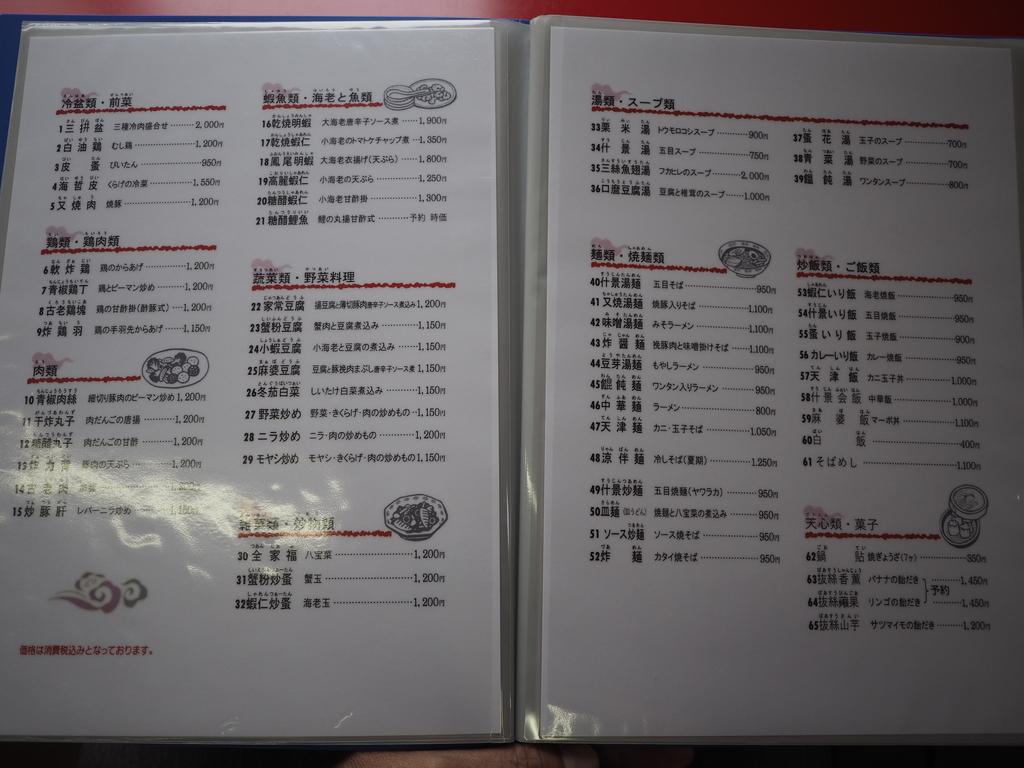 冷盆類・前菜
1 三拼盆 三種冷肉盛合せ 2,000円
2 白油鶏 むし鶏 1,200円
3 皮蛋 ぴいたん 950円
4 海哲皮 くらげの冷菜 1,550円
5 叉焼肉 焼豚 1,200円
鶏類・鶏肉類
6 軟炸鶏 鶏のからあげ 1,200円
7 青椒鶏丁 鶏とピーマン炒め 1,200円
8 古老鶏塊 鶏の甘酢掛(酢豚式) 1,200円
9 炸鶏羽 鶏の手羽先からあげ 1,150円
肉類
10 青椒肉絲 細切り豚肉のピーマン炒め 1,200円
11 干炸丸子 肉だんごの唐揚 1,200円
12 糖醋丸子 肉だんごの甘酢 1,200円
豚肉の天ぷら 1,200円
14 古老肉 1,200円
15 炒豚肝 レバーニラ炒め 1,150円
価格は消費税込みとなっております。
蝦魚類・海老と魚類
16 乾焼明蝦 大海老唐辛子ソース煮 1,900円
17 乾焼蝦仁 小海老のトマトケチャップ煮 1,350円
18 鳳尾明蝦 大海老衣揚げ(天ぷら) 1,800円
19 高麗蝦仁 小海老の天ぷら 1,250円
20 糖醋蝦仁 小海老甘酢掛 1,300円
21 糖醋鯉魚 鯉の丸揚甘酢式 予約 時価
蔬菜類・野菜料理
22 家常豆腐 揚豆腐と薄切豚肉唐辛子ソース煮込み 1,200円
23 蟹粉豆腐 蟹肉と豆腐煮込み 1,150円
24 小蝦豆腐 小海老と豆腐の煮込み 1,150円
25 麻婆豆腐 豆腐と豚挽肉まぶし唐辛子ソース煮 1,150円
26 冬茄白菜 しいたけ白菜煮込み 1,150円
27 野菜炒め 野菜・きくらげ・肉の炒めもの 1,150円
28 ニラ炒め ニラ・肉の炒めもの 1,200円
29 モヤシ炒め モヤシ・きくらげ・肉の炒めもの 1,150円
雑菜類・炒物類
30 全家福 八宝菜 1,200円
31 蟹粉炒蛋 蟹玉 1,200円
32 蝦仁炒蛋 海老玉 1,200円
湯類・スープ類
33 粟米湯 トウモロコシスープ 900円
34 什景湯 五目スープ 750円
35 三絲魚翅湯 フカヒレのスープ 2,000円
36 口磨豆腐湯 豆腐と椎茸のスープ 1,000円
37 蛋花湯 玉子のスープ 700円
38 青菜湯 野菜のスープ 700円
39 餛飩湯 ワンタンスープ 800円
麺類・焼麺類
40 什景湯麺 五目そば 950円
41 叉焼湯麺 焼豚入りそば 1,100円
42 味噌湯麺 みそラーメン 1,100円
43 炸醤麺 挽豚肉と味噌掛けそば 1,100円
44 豆芽湯麺 もやしラーメン 950円
45 餛飩麺 ワンタン入りラーメン 950円
46 中華麺 ラーメン 800円
47 天津麺 カニ・玉子そば 1,050円
48 涼伴麺 冷しそば(夏期) 1,250円
49 什景炒麺 五目焼麺(ヤワラカ) 950円
50 皿麺(皿うどん) 焼麺と八宝菜の煮込み 950円
51 ソース炒麺 ソース焼そば 950円
52 炸麺 カタイ焼そば 950円
炒飯類・ご飯類
53 蝦仁いり飯 海老焼飯 950円
54 什景いり飯 五目焼飯 950円
55 蛋いり飯 玉子焼飯 900円
56 カレーいり飯 カレー焼飯 950円
57 天津飯 カニ玉子丼 1,000円
58 什景会飯 中華飯 1,000円
59 麻婆飯 マーボ丼 1,100円
60 白飯 400円
61 そばめし 1,100円
天心類・菓子
62 鍋貼 焼ぎょうざ(7ヶ) 350円
63 抜絲香蕉 バナナの飴だき 1,450円
予約
64 抜絲蘋果 リンゴの飴だき 1,450円
65 抜絲山芋 サツマイモの飴だき 1,200円